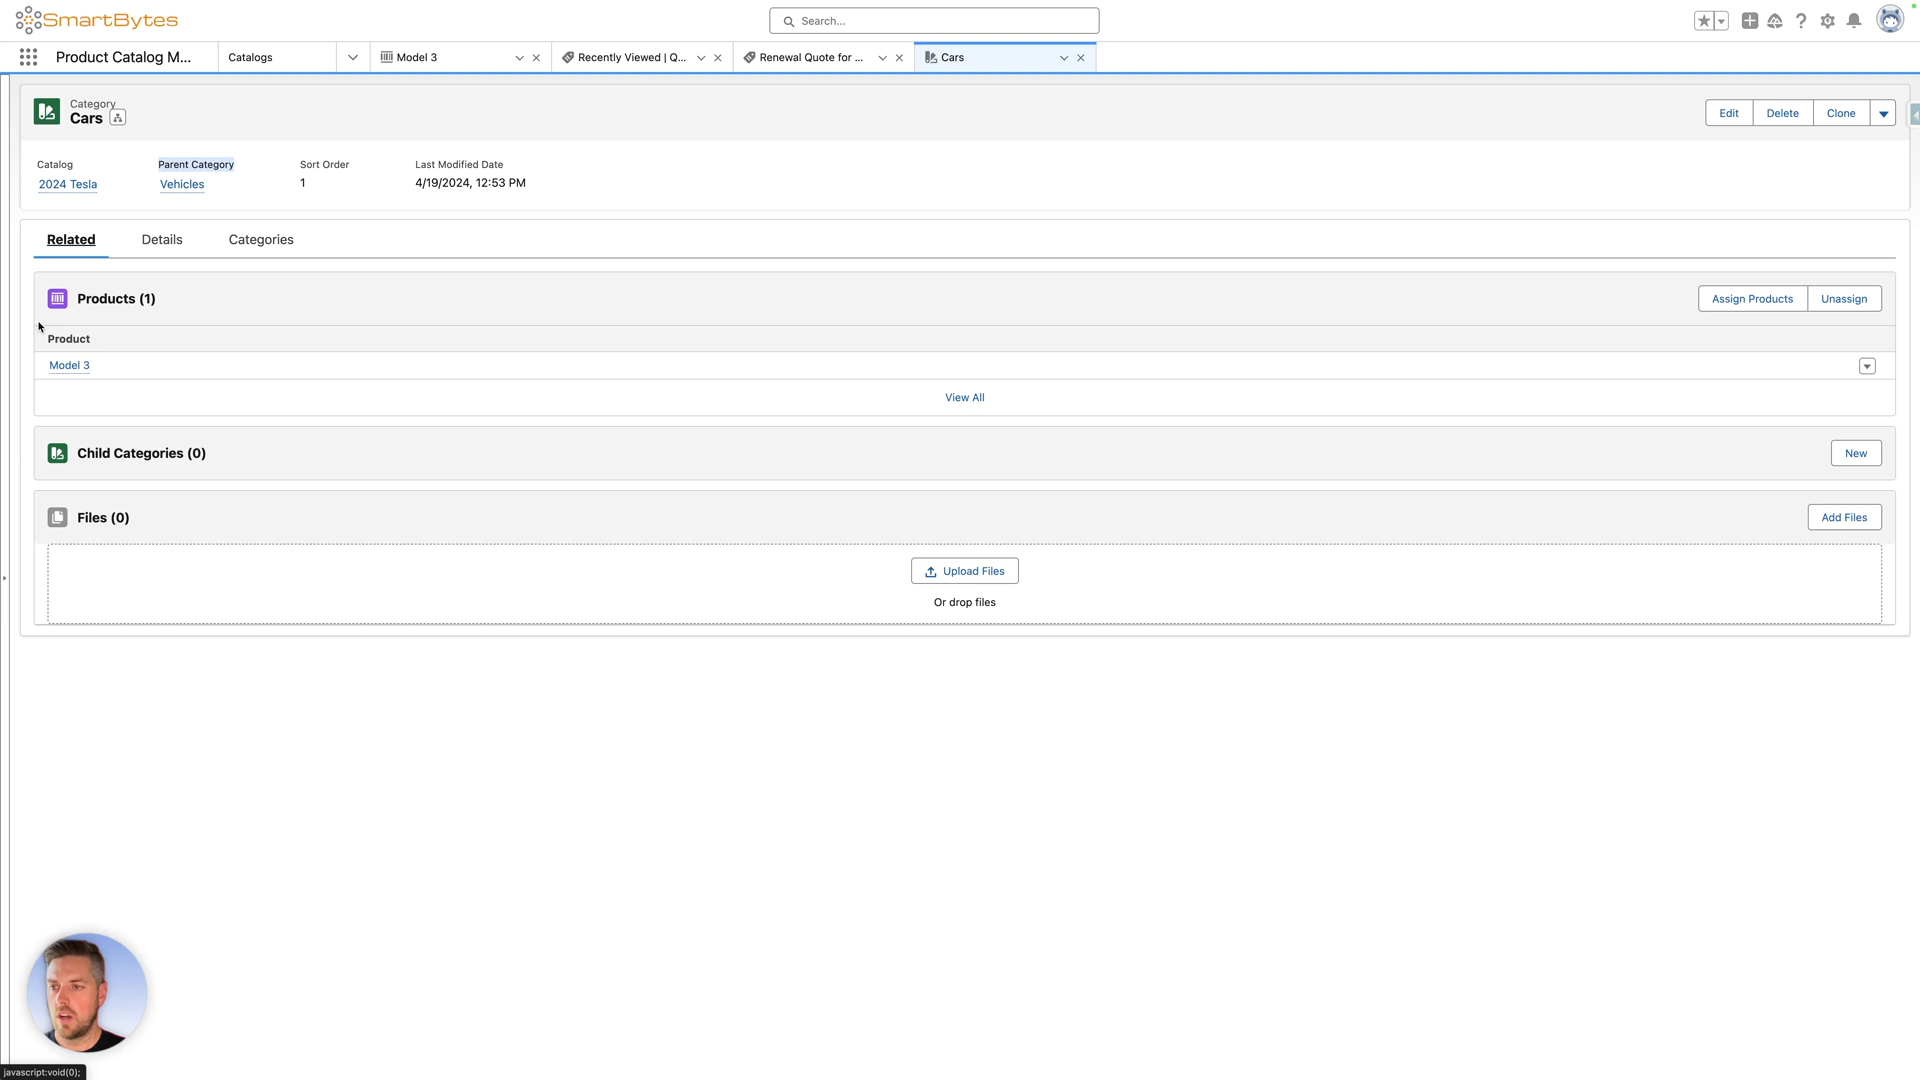 SmartBytes
Search...
Product Catalog M...
Catalogs
Model 3
Recently Viewed | Q...
Renewal Quote for ...
Cars
Category
Cars
Edit
Delete
Clone
Catalog
Parent Category
Sort Order
Last Modified Date
2024 Tesla
Vehicles
1
4/19/2024, 12:53 PM
Related
Details
Categories
Products (1)
Assign Products
Unassign
Product
Model 3
View All
Child Categories (0)
New
Files (0)
Add Files
Upload Files
Or drop files
javascript:void(0);